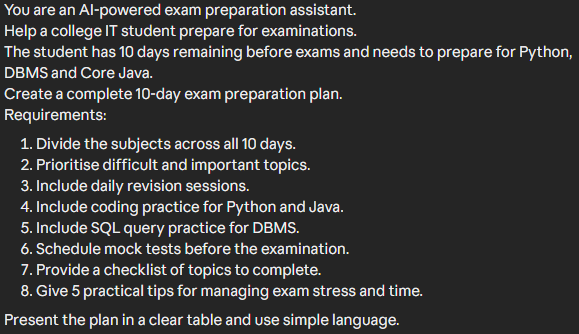 You are an AI-powered exam preparation assistant.
Help a college IT student prepare for examinations.
The student has 10 days remaining before exams and needs to prepare for Python,
DBMS and Core Java.
Create a complete 10-day exam preparation plan.
Requirements:
1. Divide the subjects across all 10 days.
2. Prioritise difficult and important topics.
3. Include daily revision sessions.
4. Include coding practice for Python and Java.
5. Include SQL query practice for DBMS.
6. Schedule mock tests before the examination.
7. Provide a checklist of topics to complete.
8. Give 5 practical tips for managing exam stress and time.
Present the plan in a clear table and use simple language.